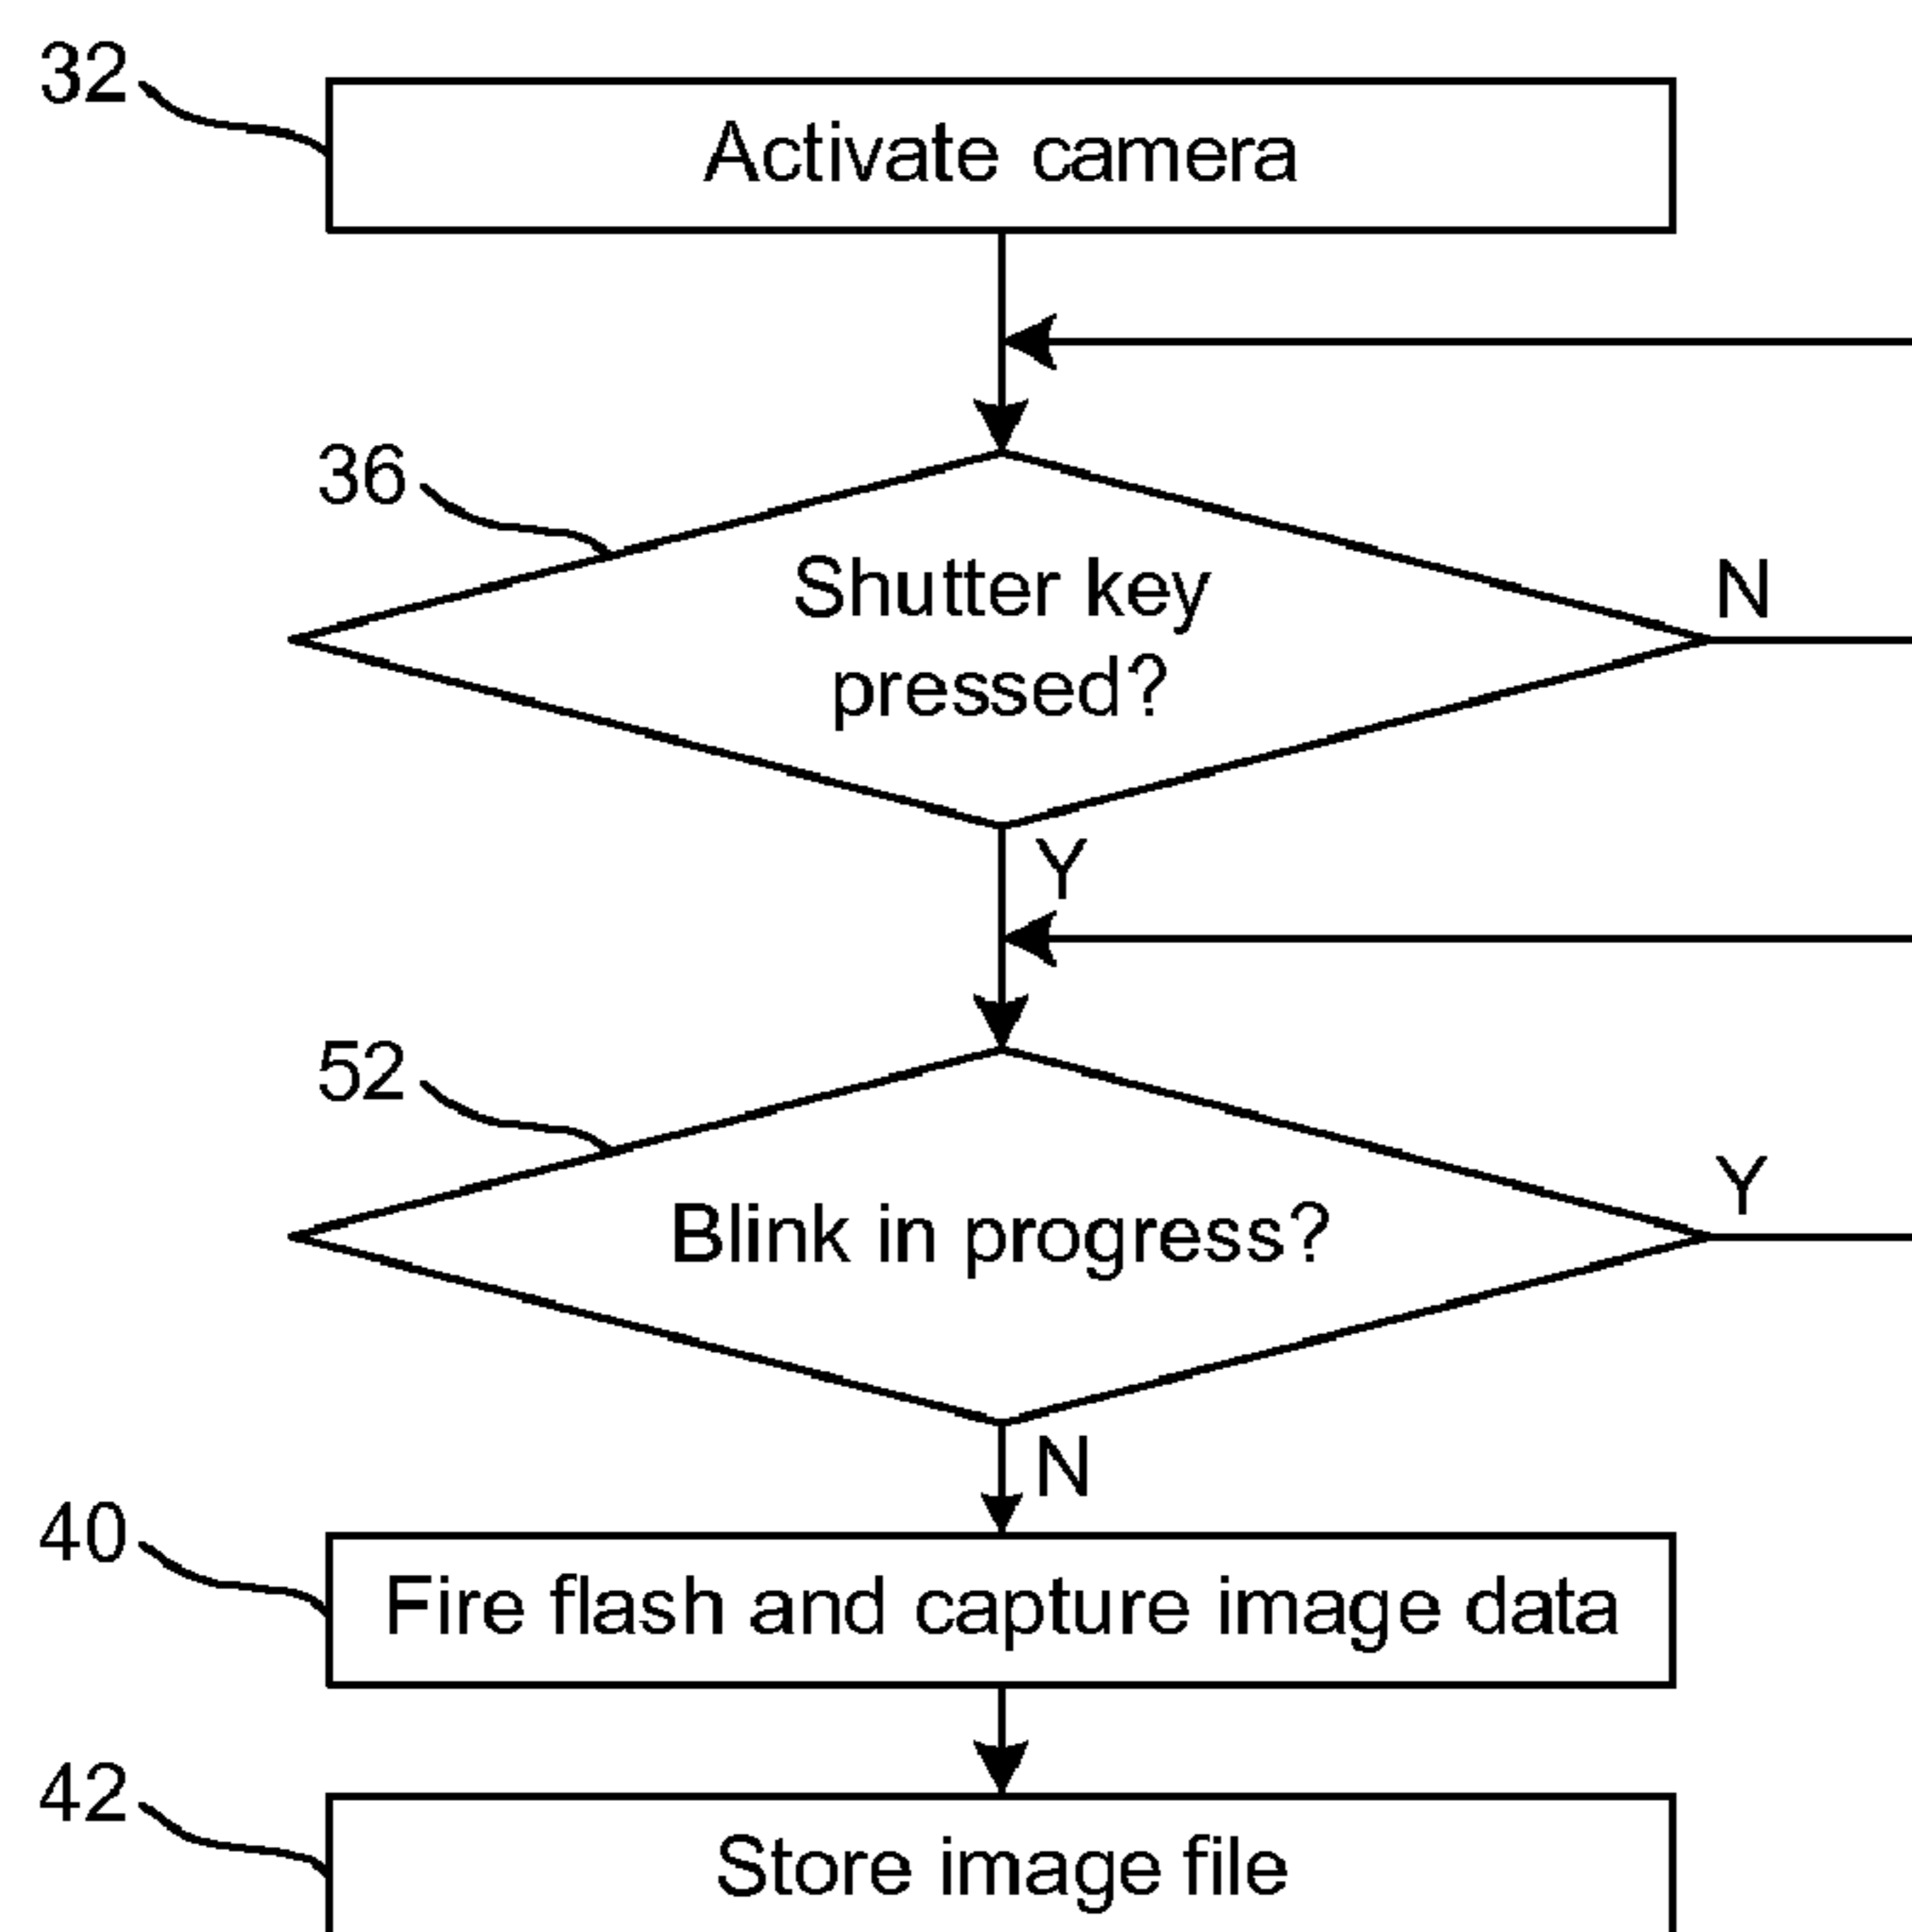 32
Activate camera
36
Shutter key
pressed?
N
Y
52
Blink in progress?
Y
N
40
Fire flash and capture image data
42
Store image file